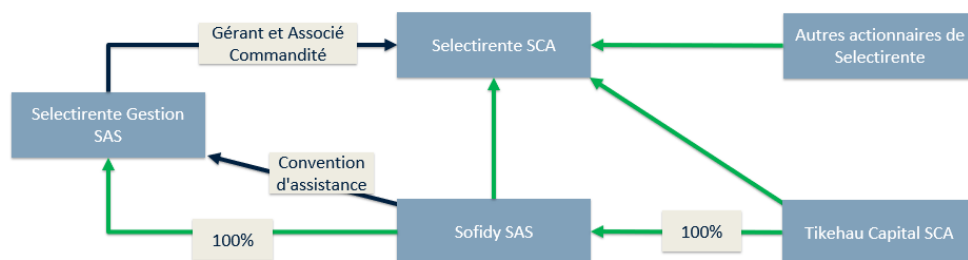 Gérant et Associé
Commandité
Selectirente SCA
Autres actionnaires de
Selectirente
Selectirente Gestion
SAS
Convention
d'assistance
100%
Sofidy SAS
100%
Tikehau Capital SCA